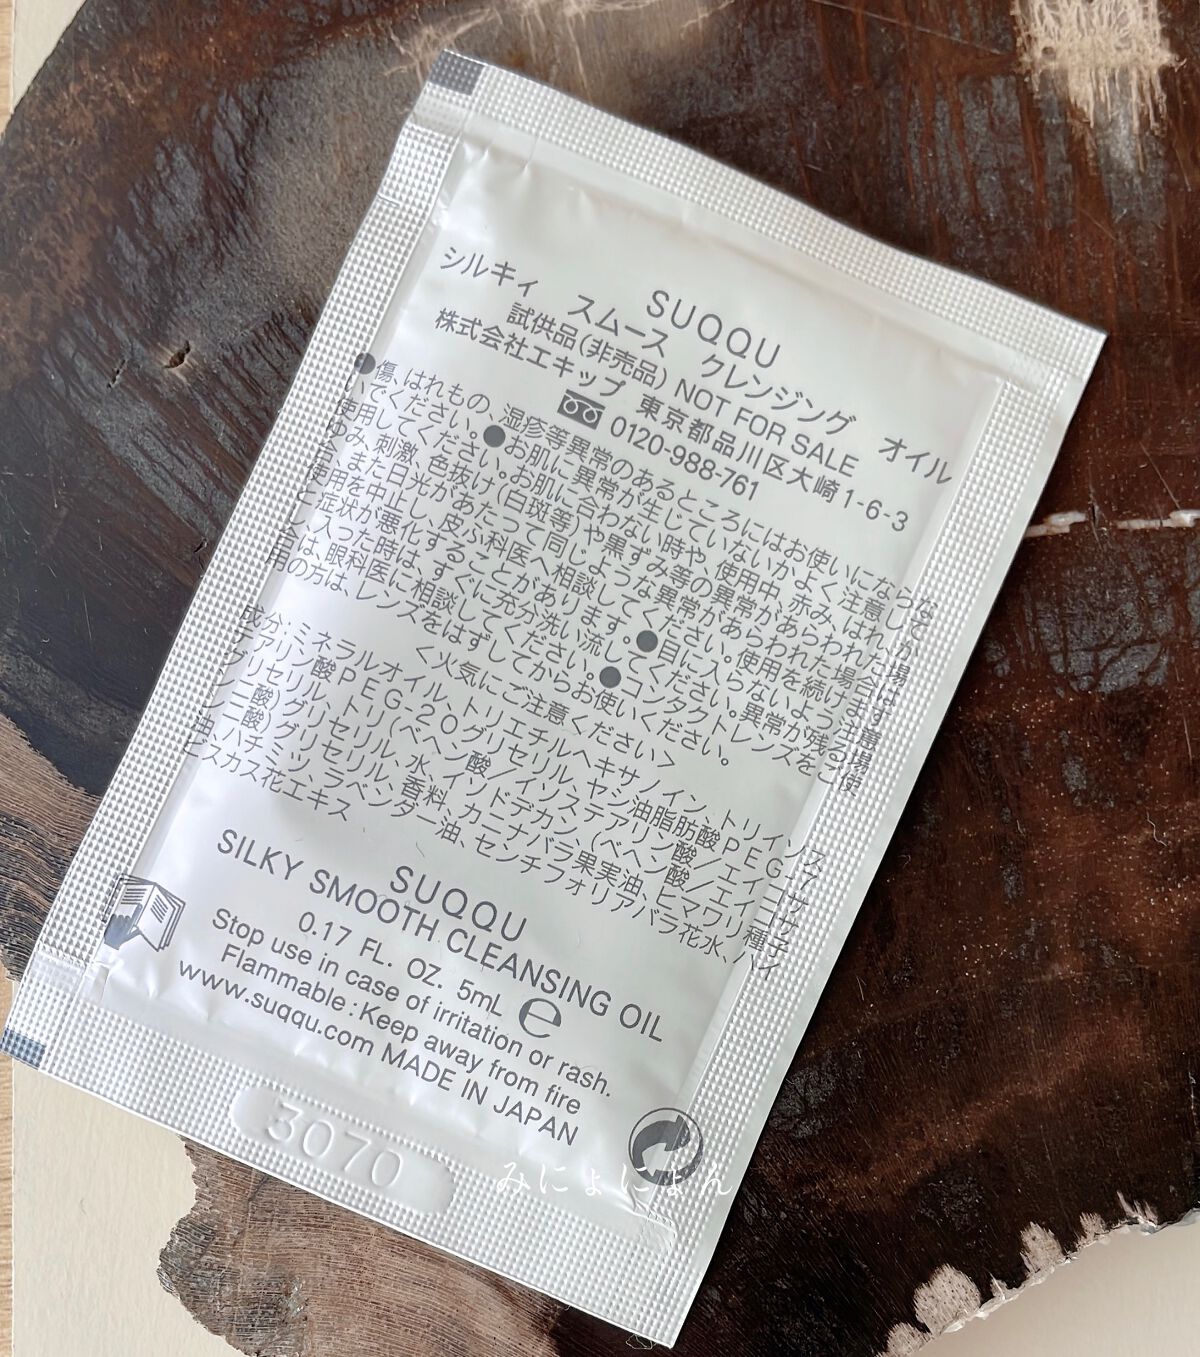 SUQQU
シルキィ スムース クレンジング オイル
試供品(非売品) NOT FOR SALE
株式会社エキップ 東京都品川区大崎1-6-3
0120-988-761
●傷、はれもの、湿疹等異常のあるところにはお使いにならな
いでください。●お肌に異常が生じていないかよく注意して
使用してください。お肌に合わない時や、使用中、赤み、はれ、か
ゆみ、刺激、色抜け(白斑等)や黒ずみ等の異常があらわれた場
合、また日光があたって同じような異常があらわれた場合は
使用を中止し、皮ふ科医へ相談してください。使用を続けます
と症状が悪化することがあります。●目に入らないようご注意
し、入った時は、すぐに充分洗い流してください。異常が残る場
合は、眼科医に相談してください。●コンタクトレンズをご使
用の方は、レンズをはずしてからお使いください。
<火気にご注意ください>
成分:ミネラルオイル、トリエチルヘキサノイン、トリイソス
テアリン酸PEG-20グリセリル、ヤシ油脂肪酸PEG-7
グリセリル、トリ(ベヘン酸/イソステアリン酸/エイコサ
ン二酸)グリセリル、水、イソドデカン、(ベヘン酸/エイコサ
ン二酸)グリセリル、香料、カニナバラ果実油、ヒマワリ種子
油、ハチミツ、ラベンダー油、センチフォリアバラ花水、ハイ
ビスカス花エキス
SUQQU
SILKY SMOOTH CLEANSING OIL
0.17 FL. OZ. 5mL ℮
Stop use in case of irritation or rash.
Flammable : Keep away from fire
www.suqqu.com MADE IN JAPAN
3070
みにょにょん